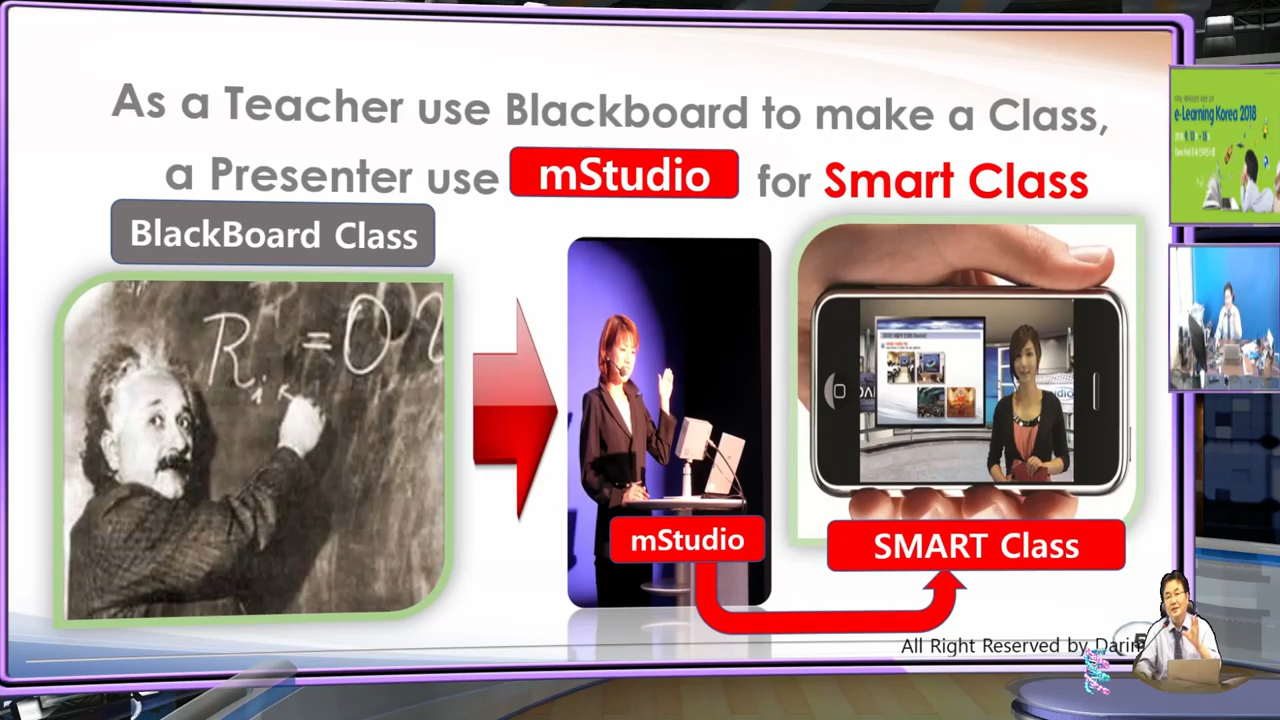 As a Teacher use Blackboard to make a Class,
a Presenter use mStudio for Smart Class
BlackBoard Class
mStudio
SMART Class
All Right Reserved by Darim
e-Learning Korea 2018